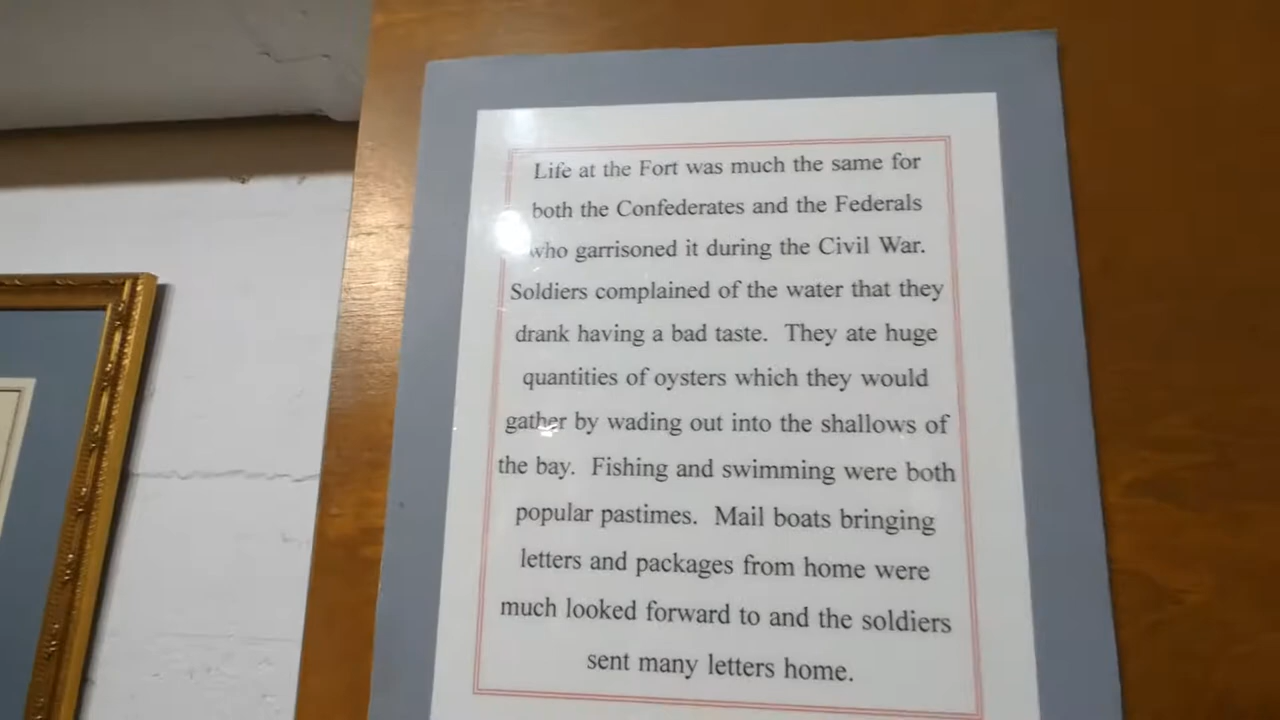 Life at the Fort was much the same for
both the Confederates and the Federals
who garrisoned it during the Civil War.
Soldiers complained of the water that they
drank having a bad taste. They ate huge
quantities of oysters which they would
gather by wading out into the shallows of
the bay. Fishing and swimming were both
popular pastimes. Mail boats bringing
letters and packages from home were
much looked forward to and the soldiers
sent many letters home.